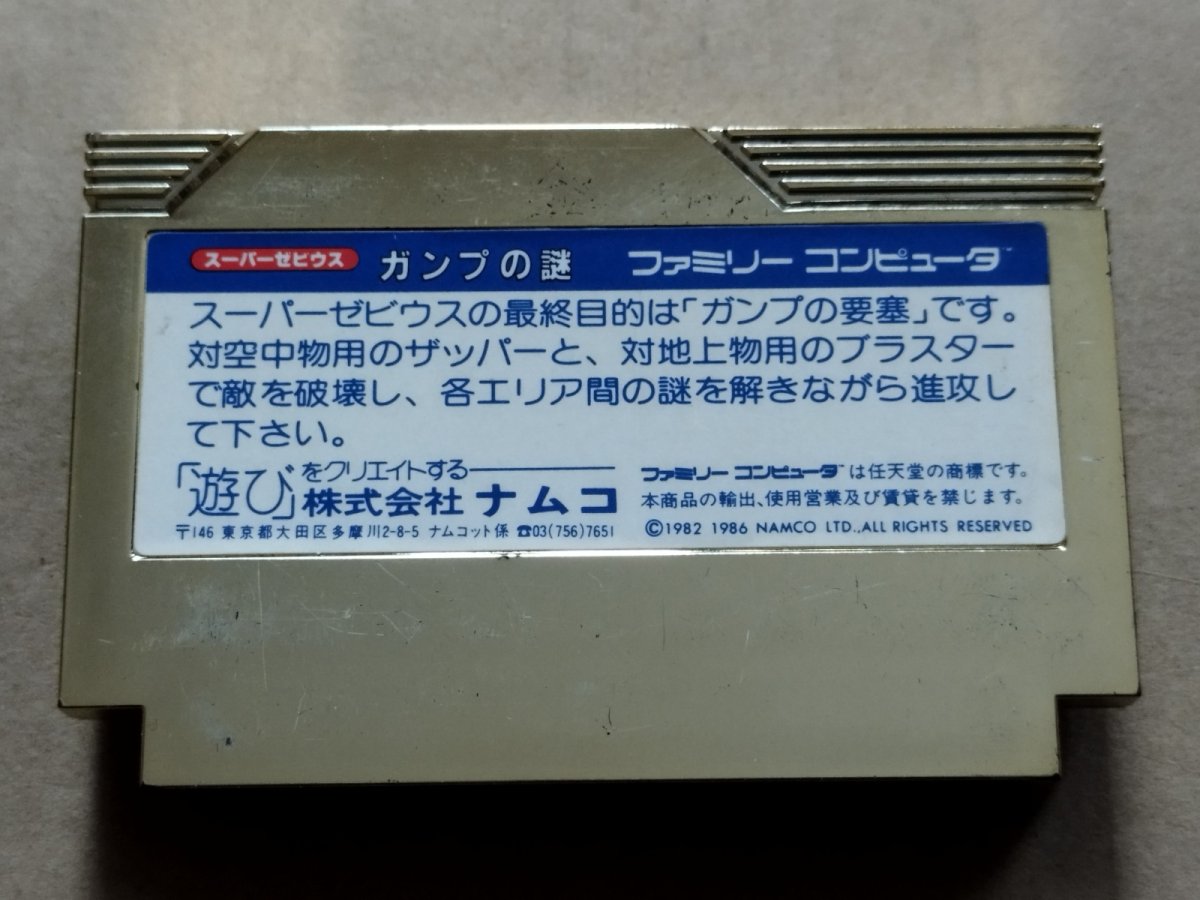 スーパーゼビウス ガンプの謎 ファミリー コンピュータ™
スーパーゼビウスの最終目的は「ガンプの要塞」です。
対空中物用のザッパーと、対地上物用のブラスター
で敵を破壊し、各エリア間の謎を解きながら進攻し
て下さい。
「遊び」をクリエイトする
株式会社 ナムコ
〒146 東京都大田区多摩川2-8-5 ナムコット係 ☎03(756)7651
ファミリー コンピュータ™ は任天堂の商標です。
本商品の輸出、使用営業及び賃貸を禁じます。
©1982 1986 NAMCO LTD.,ALL RIGHTS RESERVED